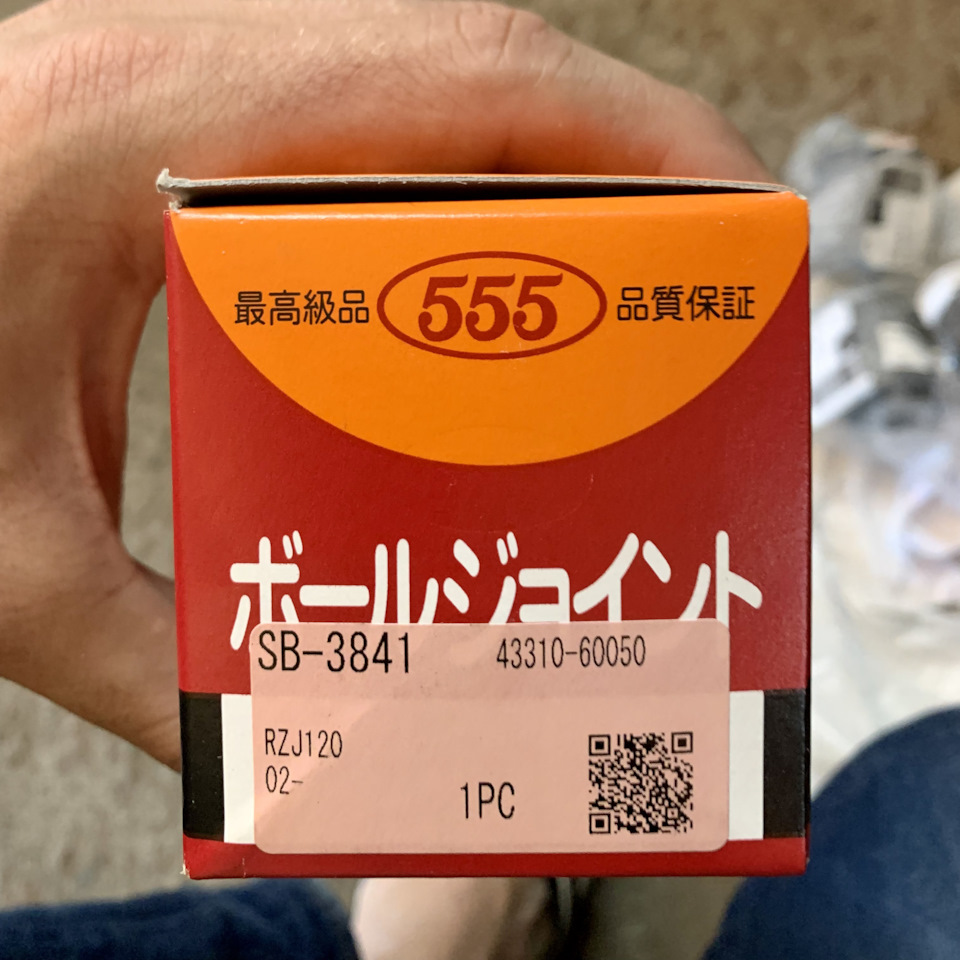 最高級品 555 品質保証
ボールジョイント
SB-3841 43310-60050
RZJ120
02-
1PC